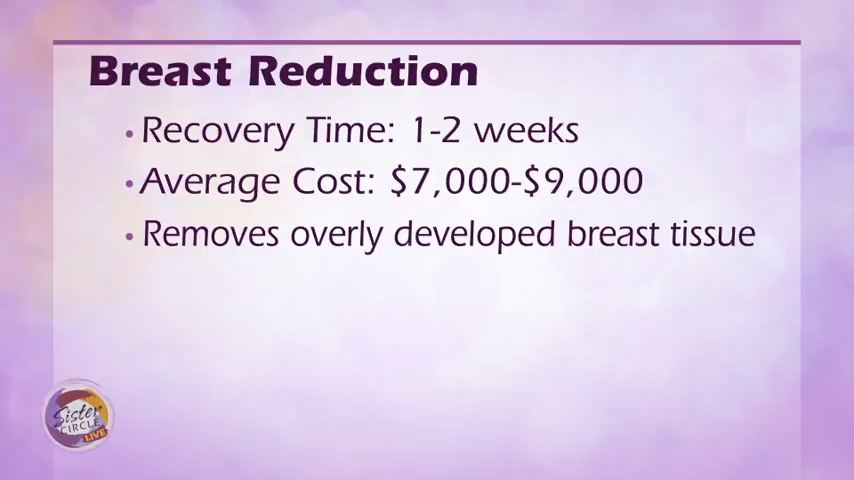 Breast Reduction
• Recovery Time: 1-2 weeks
• Average Cost: $7,000-$9,000
• Removes overly developed breast tissue
Sister
CIRCLE
LIVE